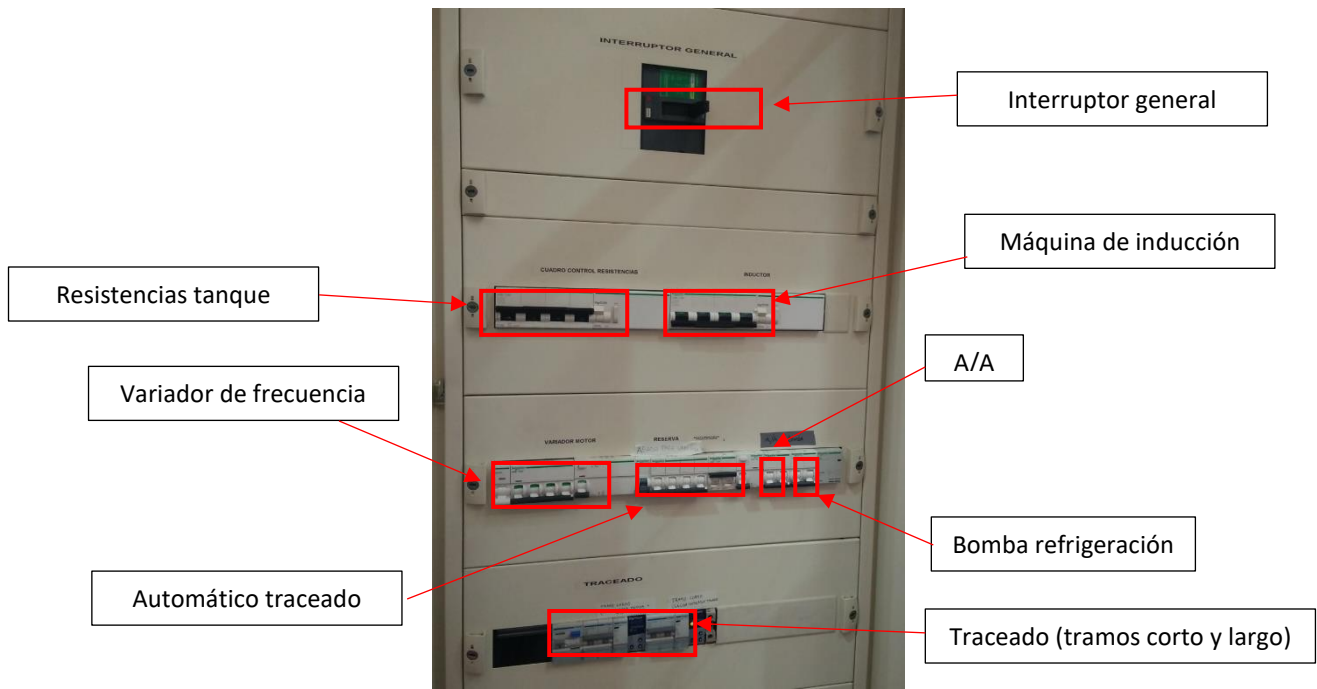 INTERRUPTOR GENERAL
Interruptor general
Máquina de inducción
CUADRO CONTROL RESISTENCIAS
INDUCTOR
Resistencias tanque
A/A
Variador de frecuencia
VARIADOR ROTOR
RESERVA
Bomba refrigeración
Automático traceado
TRACEADO
Traceado (tramos corto y largo)